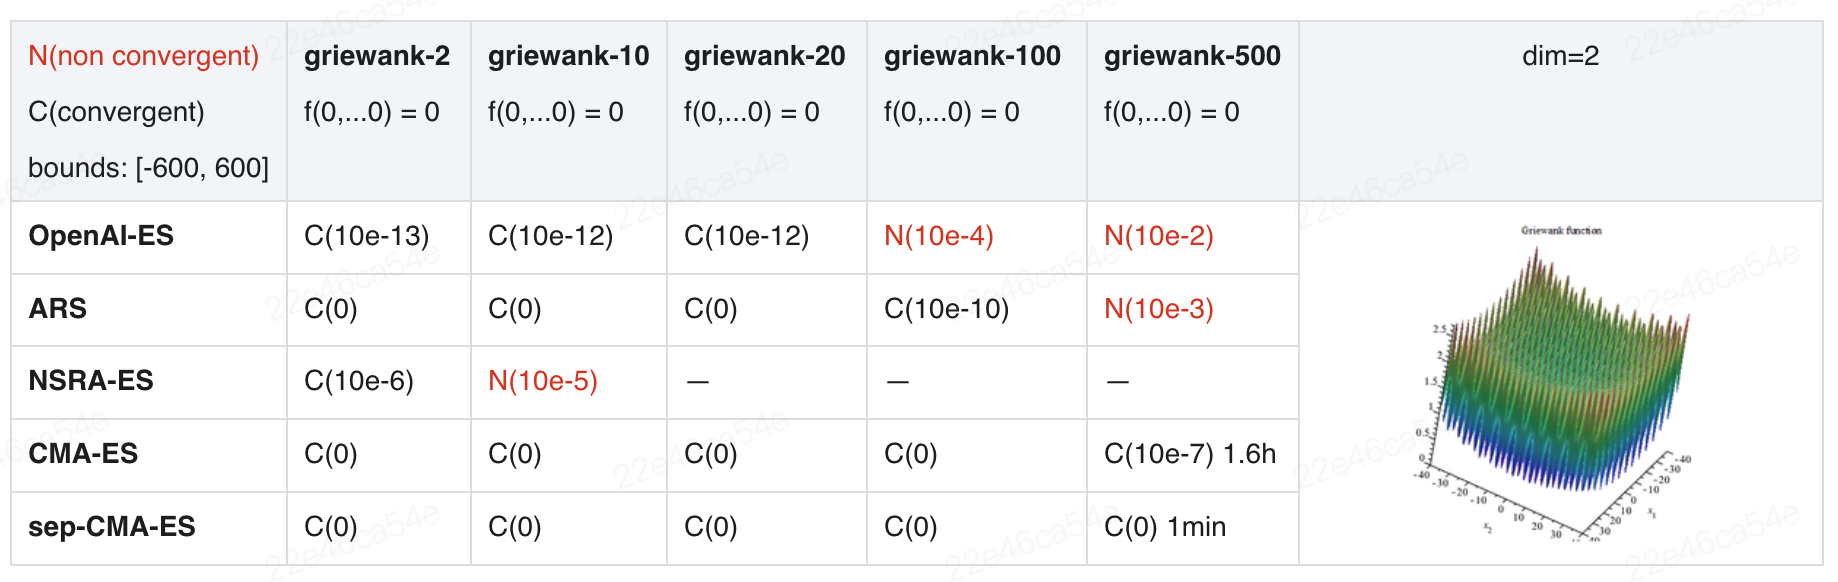 N(non convergent) griewank-2 griewank-10 griewank-20 griewank-100 griewank-500 dim=2
C(convergent) f(0,...0) = 0 f(0,...0) = 0 f(0,...0) = 0 f(0,...0) = 0 f(0,...0) = 0
bounds: [-600, 600]
OpenAI-ES C(10e-13) C(10e-12) C(10e-12) N(10e-4) N(10e-2)
ARS C(0) C(0) C(0) C(10e-10) N(10e-3)
NSRA-ES C(10e-6) N(10e-5) — — —
CMA-ES C(0) C(0) C(0) C(0) C(10e-7) 1.6h
sep-CMA-ES C(0) C(0) C(0) C(0) C(0) 1min
Griewank function
2.5
2
1.5
1
0.5
0
-40 -30 -20 -10 0 10 20 30
x2
-40
-30
-20
-10
0
10
20
30
40
x1
22e46ca54e